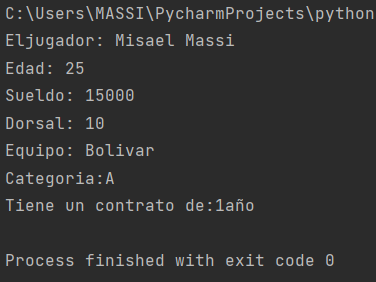 C:\Users\MASSI\PycharmProjects\python
Eljugador: Misael Massi
Edad: 25
Sueldo: 15000
Dorsal: 10
Equipo: Bolivar
Categoria:A
Tiene un contrato de:1año
Process finished with exit code 0